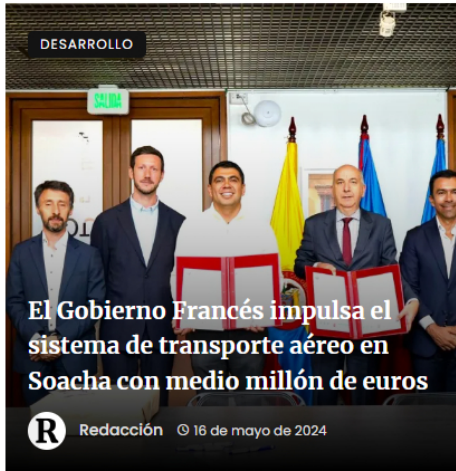 DESARROLLO
SALIDA
El Gobierno Francés impulsa el
sistema de transporte aéreo en
Soacha con medio millón de euros
R
Redacción 16 de mayo de 2024